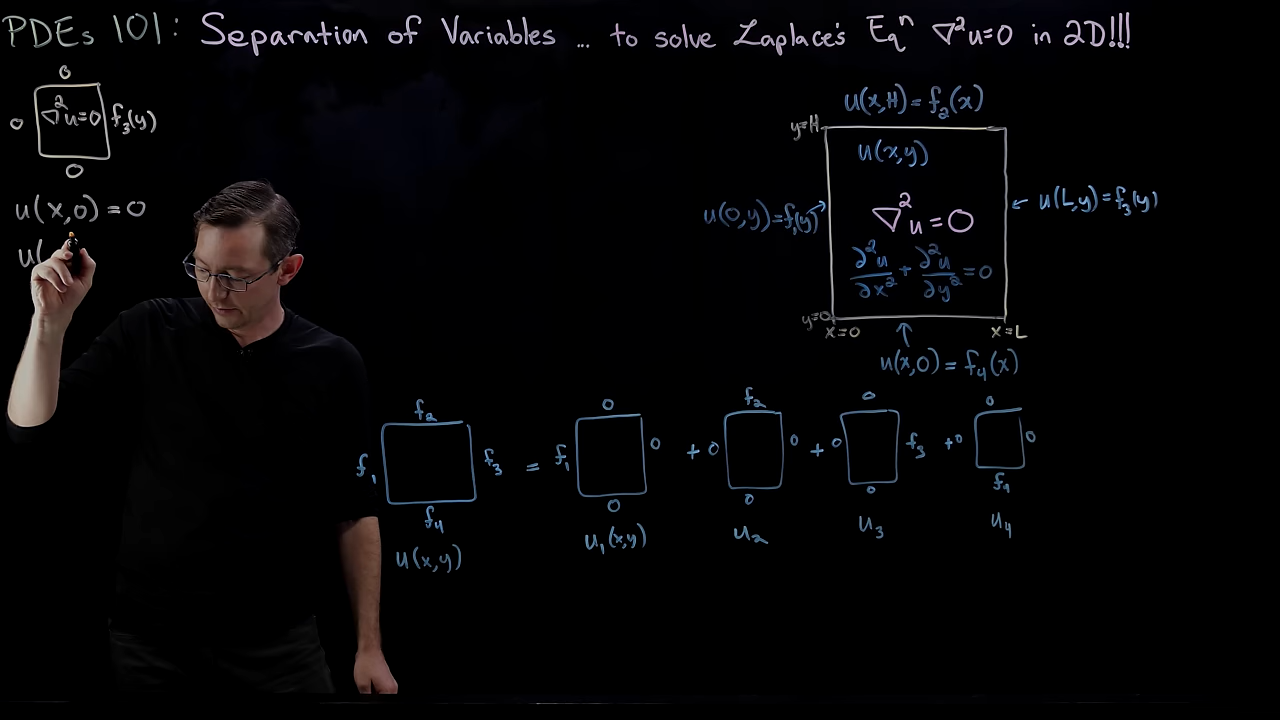 PDEs 101: Separation of Variables ... to solve Laplace's Eqⁿ ∇²u=0 in 2D!!!
0
0 ∇²u=0 f₃(y)
0
u(x,0)=0
u(
u(x,H)=f₂(x)
y=H
u(x,y)
u(0,y)=f₁(y)
∇²u=0
u(L,y)=f₃(y)
∂²u/∂x² + ∂²u/∂y² = 0
y=0
x=0 x=L
u(x,0)=f₄(x)
f₂ 0 f₂ 0 0
f₁ f₃ = f₁ 0 + 0 0 + 0 f₃ + 0 0
f₄ 0 0 0 f₄
u(x,y) u₁(x,y) u₂ u₃ u₄